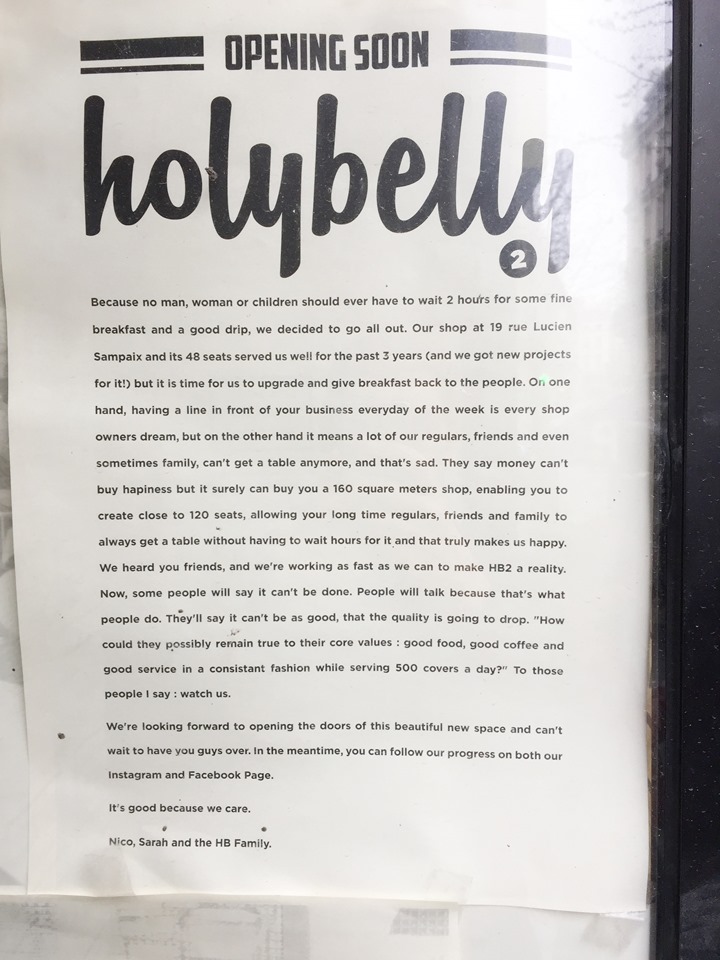 OPENING SOON
holybelly
2
Because no man, woman or children should ever have to wait 2 hours for some fine
breakfast and a good drip, we decided to go all out. Our shop at 19 rue Lucien
Sampaix and its 48 seats served us well for the past 3 years (and we got new projects
for it!) but it is time for us to upgrade and give breakfast back to the people. On one
hand, having a line in front of your business everyday of the week is every shop
owners dream, but on the other hand it means a lot of our regulars, friends and even
sometimes family, can't get a table anymore, and that's sad. They say money can't
buy hapiness but it surely can buy you a 160 square meters shop, enabling you to
create close to 120 seats, allowing your long time regulars, friends and family to
always get a table without having to wait hours for it and that truly makes us happy.
We heard you friends, and we're working as fast as we can to make HB2 a reality.
Now, some people will say it can't be done. People will talk because that's what
people do. They'll say it can't be as good, that the quality is going to drop. "How
could they possibly remain true to their core values : good food, good coffee and
good service in a consistant fashion while serving 500 covers a day?" To those
people I say : watch us.
We're looking forward to opening the doors of this beautiful new space and can't
wait to have you guys over. In the meantime, you can follow our progress on both our
Instagram and Facebook Page.
It's good because we care.
Nico, Sarah and the HB Family.